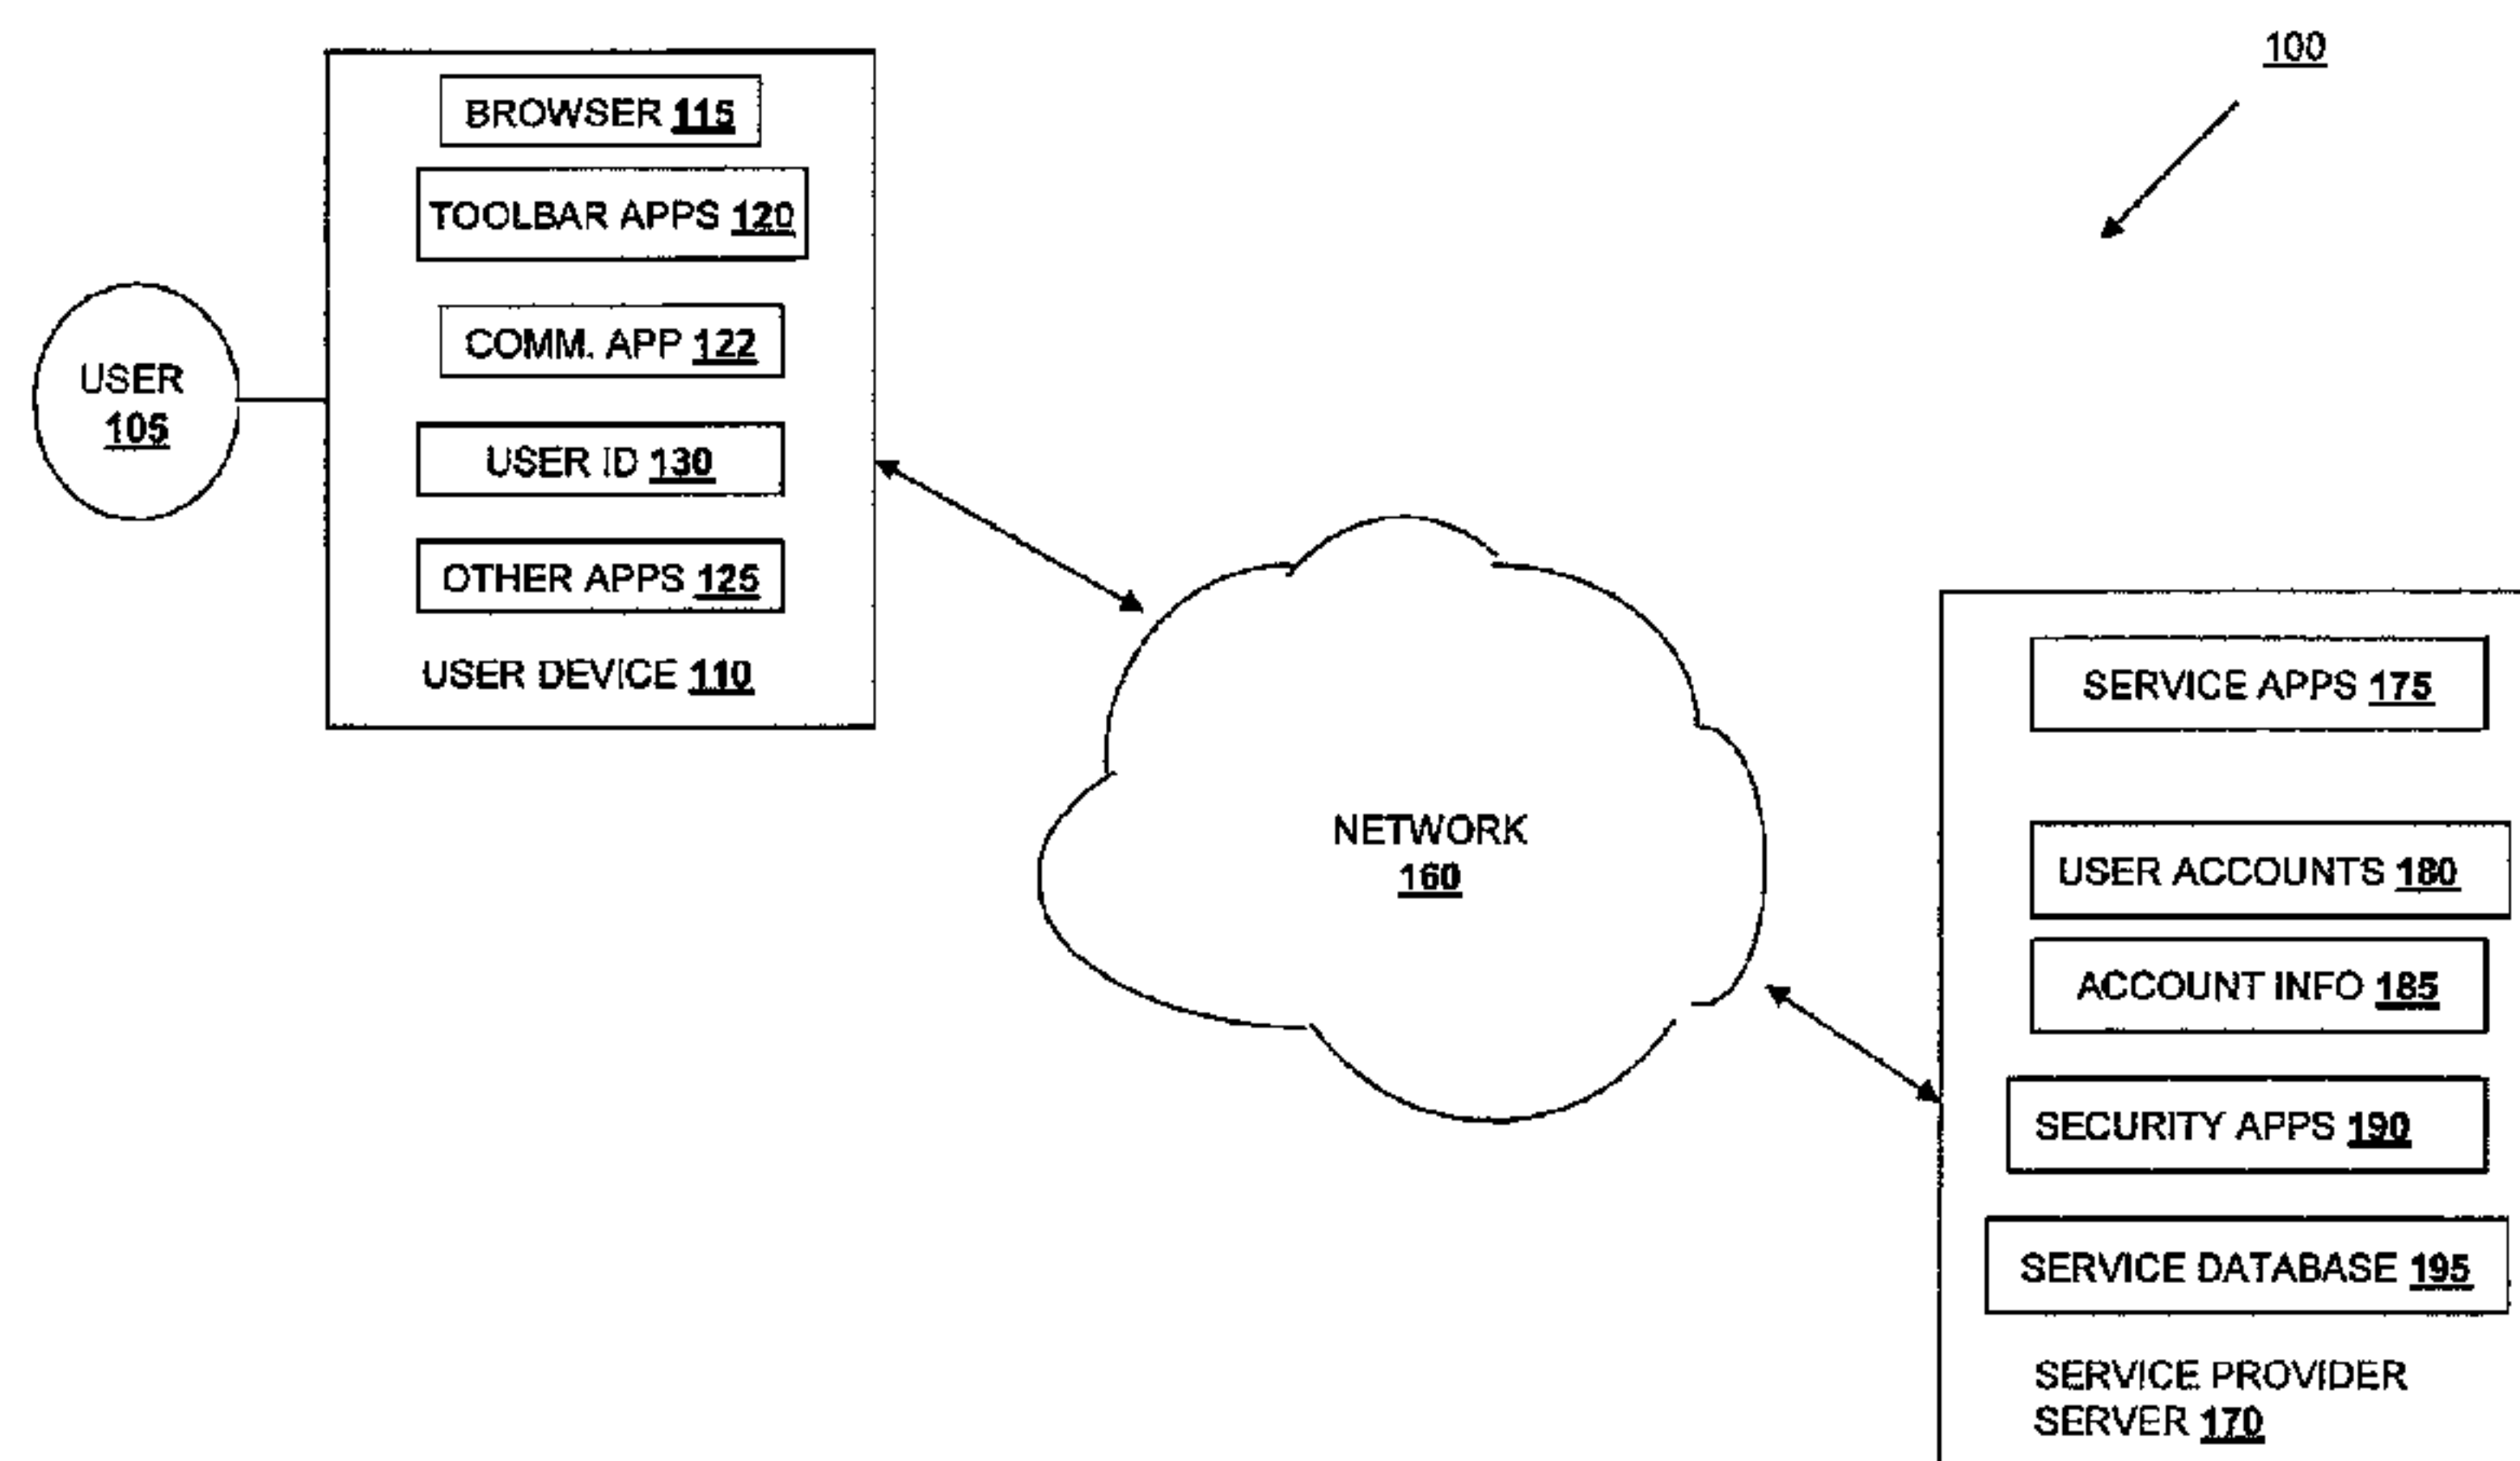 100
BROWSER 115
TOOLBAR APPS 120
COMM. APP 122
USER
105
USER ID 130
OTHER APPS 125
USER DEVICE 110
NETWORK
160
SERVICE APPS 175
USER ACCOUNTS 180
ACCOUNT INFO 185
SECURITY APPS 190
SERVICE DATABASE 195
SERVICE PROVIDER
SERVER 170